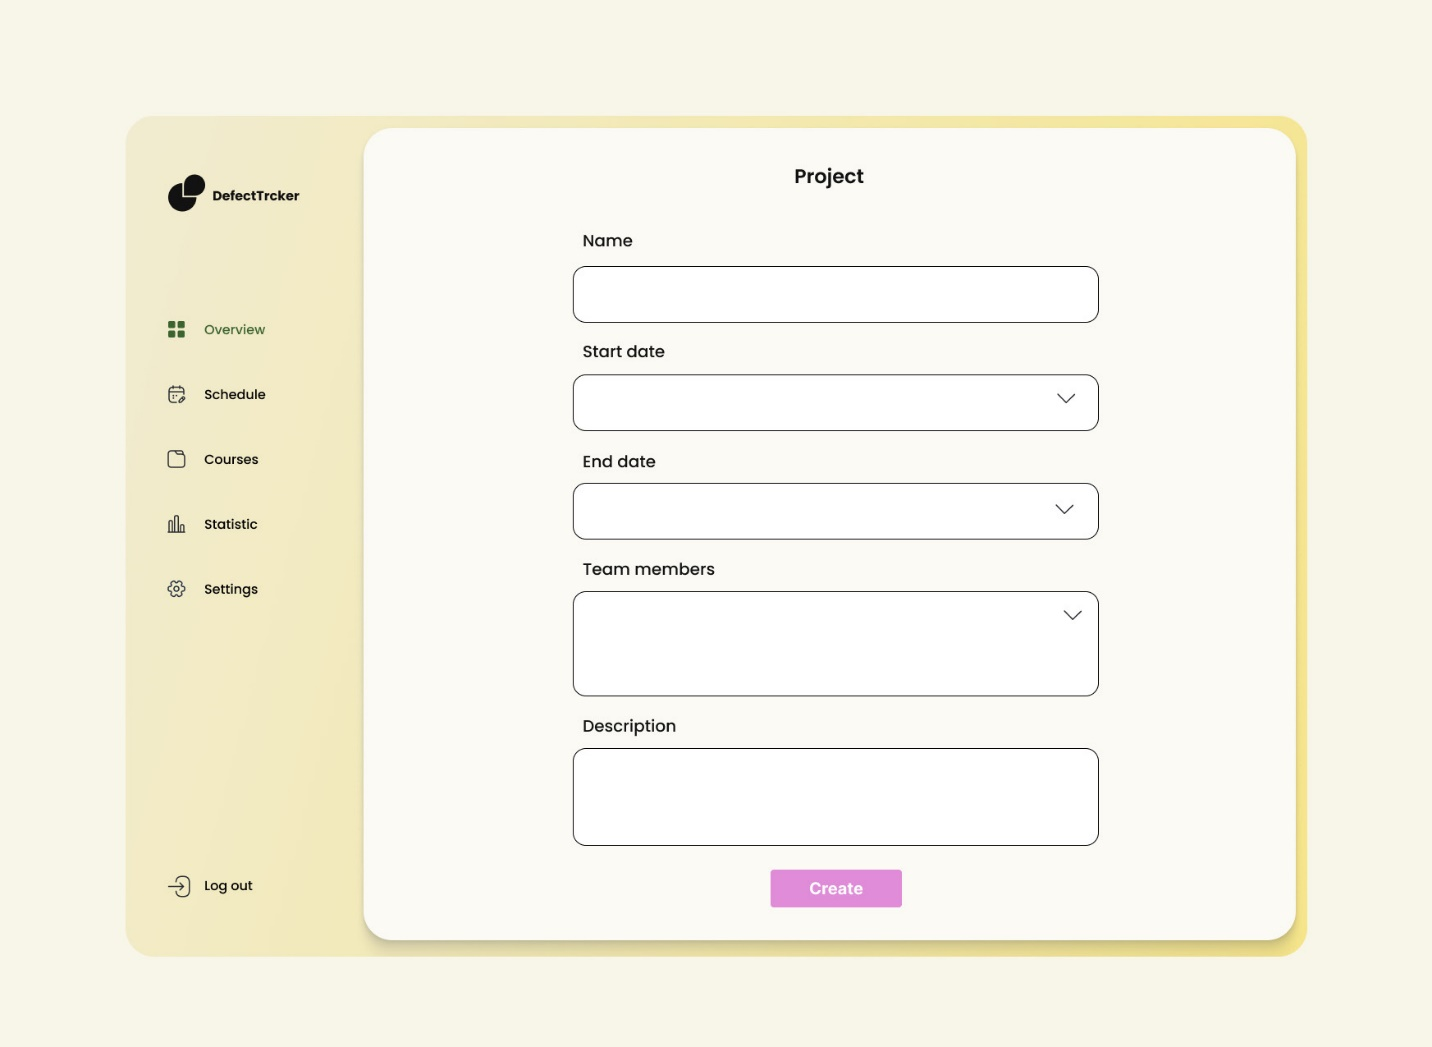 DefectTrcker
Overview
Schedule
Courses
Statistic
Settings
Log out
Project
Name
Start date
End date
Team members
Description
Create